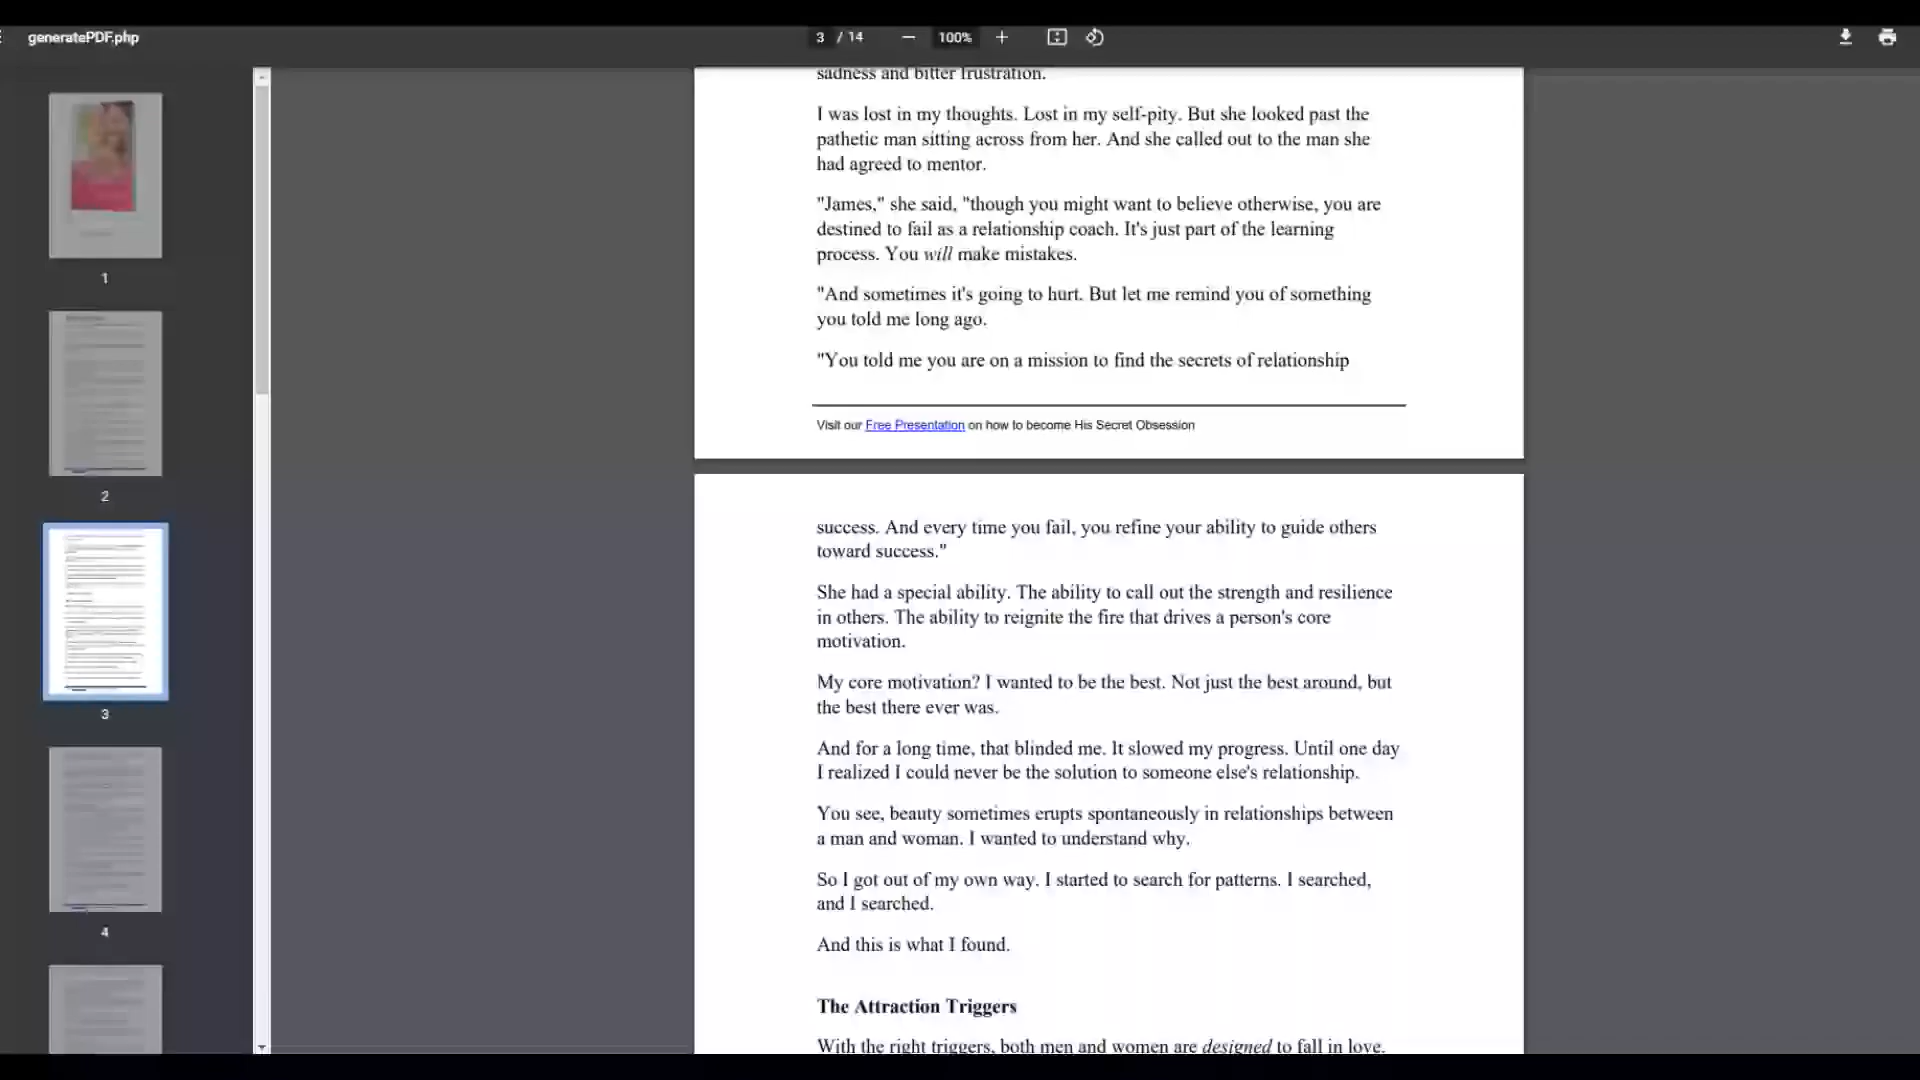 generatePDF.php
3 / 14
100%
1
2
3
4
sadness and bitter frustration.
I was lost in my thoughts. Lost in my self-pity. But she looked past the
pathetic man sitting across from her. And she called out to the man she
had agreed to mentor.
"James," she said, "though you might want to believe otherwise, you are
destined to fail as a relationship coach. It's just part of the learning
process. You will make mistakes.
"And sometimes it's going to hurt. But let me remind you of something
you told me long ago.
"You told me you are on a mission to find the secrets of relationship
Visit our Free Presentation on how to become His Secret Obsession
success. And every time you fail, you refine your ability to guide others
toward success."
She had a special ability. The ability to call out the strength and resilience
in others. The ability to reignite the fire that drives a person's core
motivation.
My core motivation? I wanted to be the best. Not just the best around, but
the best there ever was.
And for a long time, that blinded me. It slowed my progress. Until one day
I realized I could never be the solution to someone else's relationship.
You see, beauty sometimes erupts spontaneously in relationships between
a man and woman. I wanted to understand why.
So I got out of my own way. I started to search for patterns. I searched,
and I searched.
And this is what I found.
The Attraction Triggers
With the right triggers, both men and women are designed to fall in love.